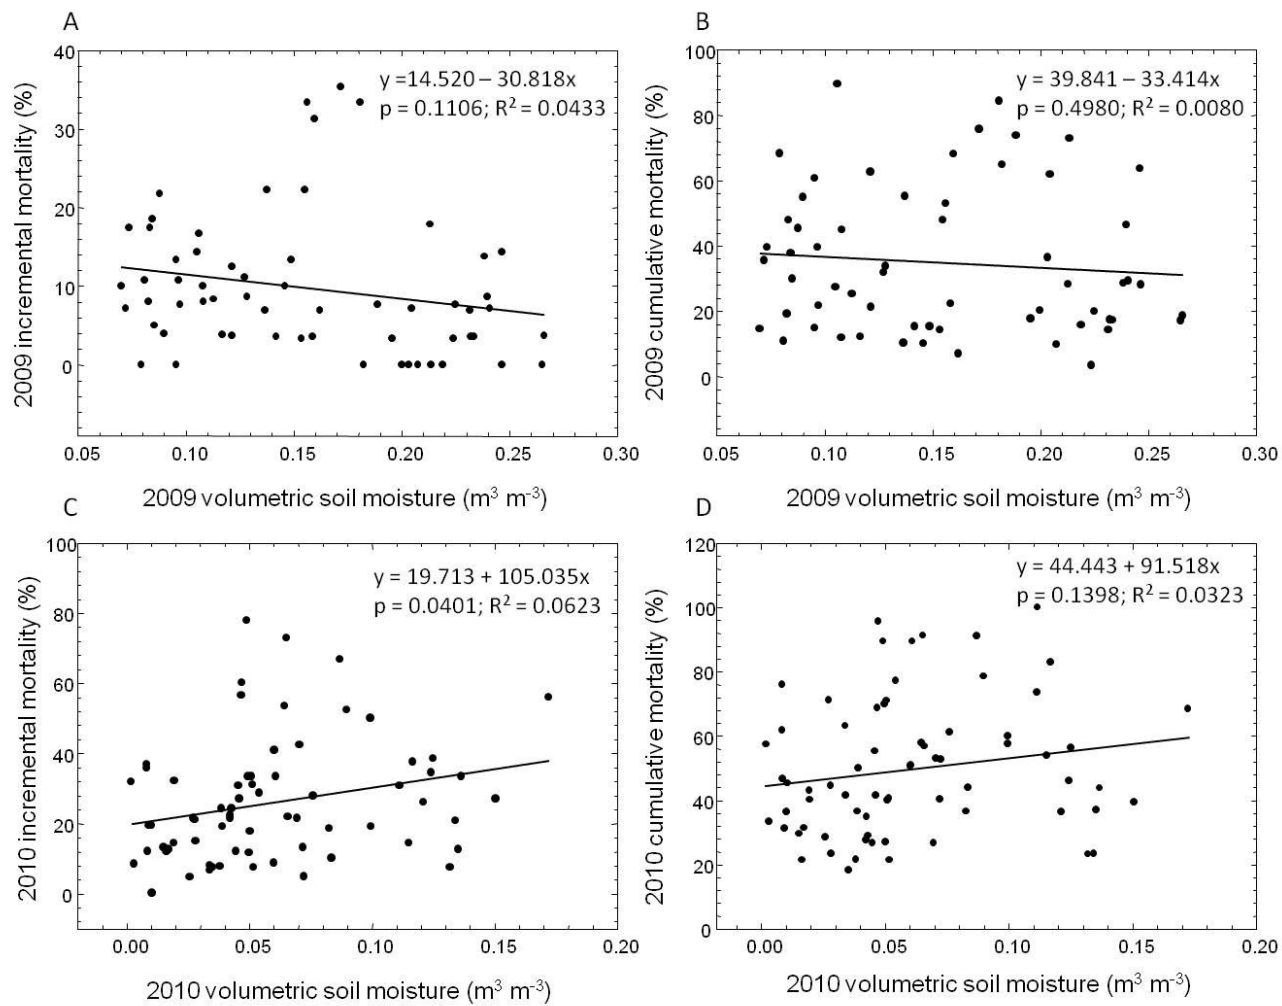 A
y =14.520 – 30.818x
p = 0.1106; R² = 0.0433
2009 incremental mortality (%)
40
30
20
10
0
0.05 0.10 0.15 0.20 0.25 0.30
2009 volumetric soil moisture (m³ m⁻³)
B
y = 39.841 – 33.414x
p = 0.4980; R² = 0.0080
2009 cumulative mortality (%)
100
80
60
40
20
0
0.05 0.10 0.15 0.20 0.25 0.30
2009 volumetric soil moisture (m³ m⁻³)
C
y = 19.713 + 105.035x
p = 0.0401; R² = 0.0623
2010 incremental mortality (%)
100
80
60
40
20
0
0.00 0.05 0.10 0.15 0.20
2010 volumetric soil moisture (m³ m⁻³)
D
y = 44.443 + 91.518x
p = 0.1398; R² = 0.0323
2010 cumulative mortality (%)
120
100
80
60
40
20
0
0.00 0.05 0.10 0.15 0.20
2010 volumetric soil moisture (m³ m⁻³)